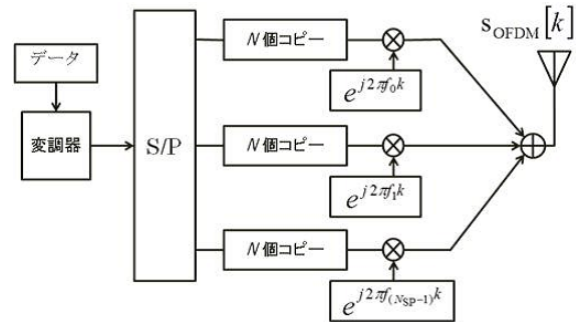 s_OFDM[k]
データ
変調器
S/P
N個コピー
e^{j2πf_0k}
N個コピー
e^{j2πf_1k}
N個コピー
e^{j2πf_{(N_SP−1)}k}